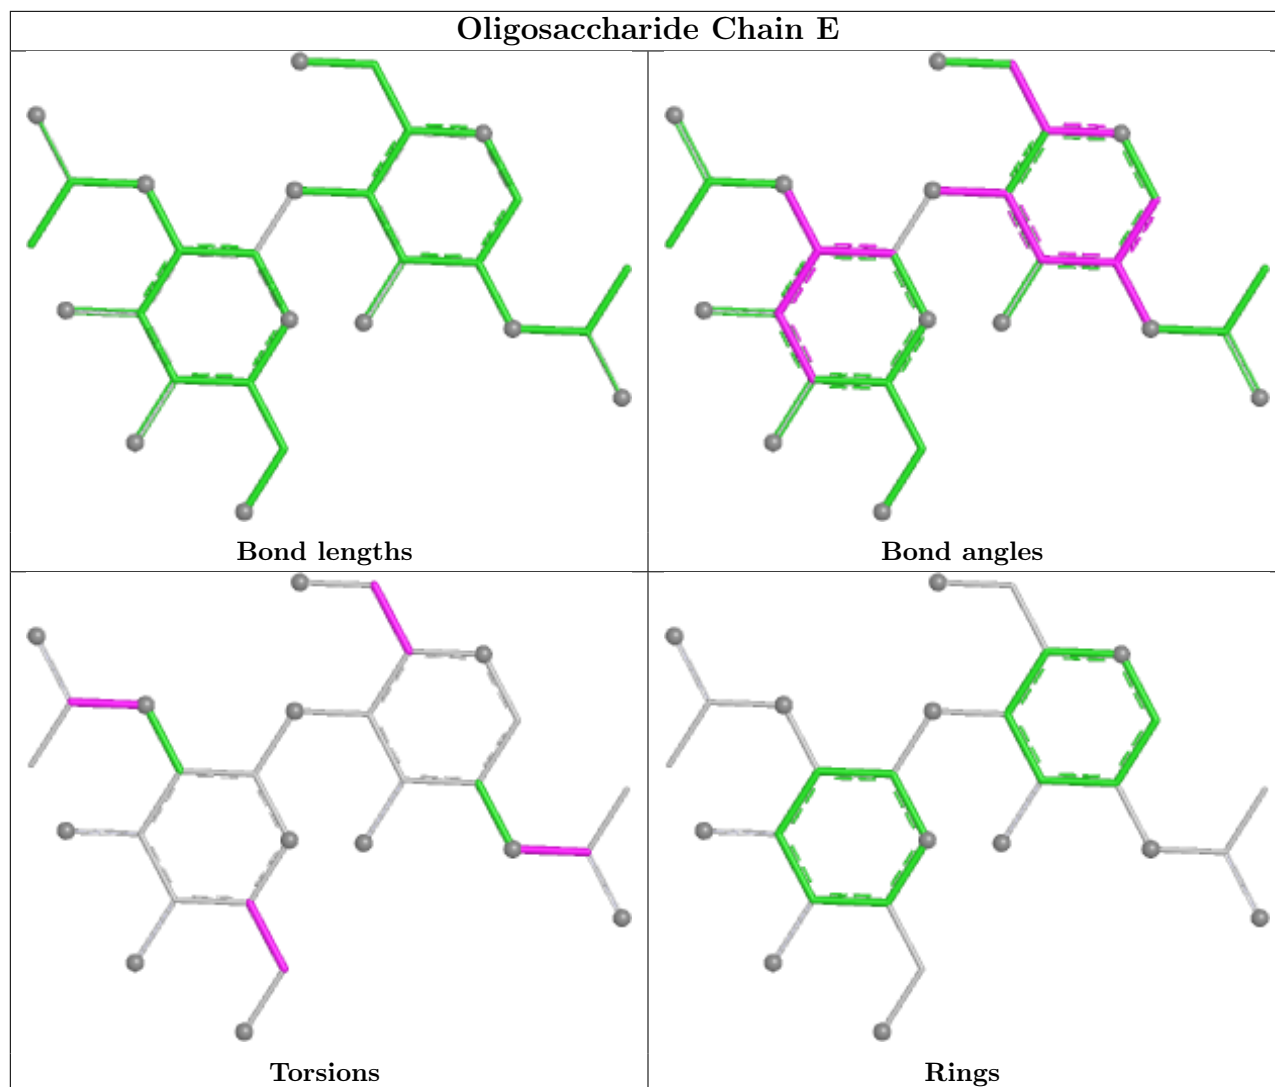 Oligosaccharide Chain E
Bond lengths
Bond angles
Torsions
Rings